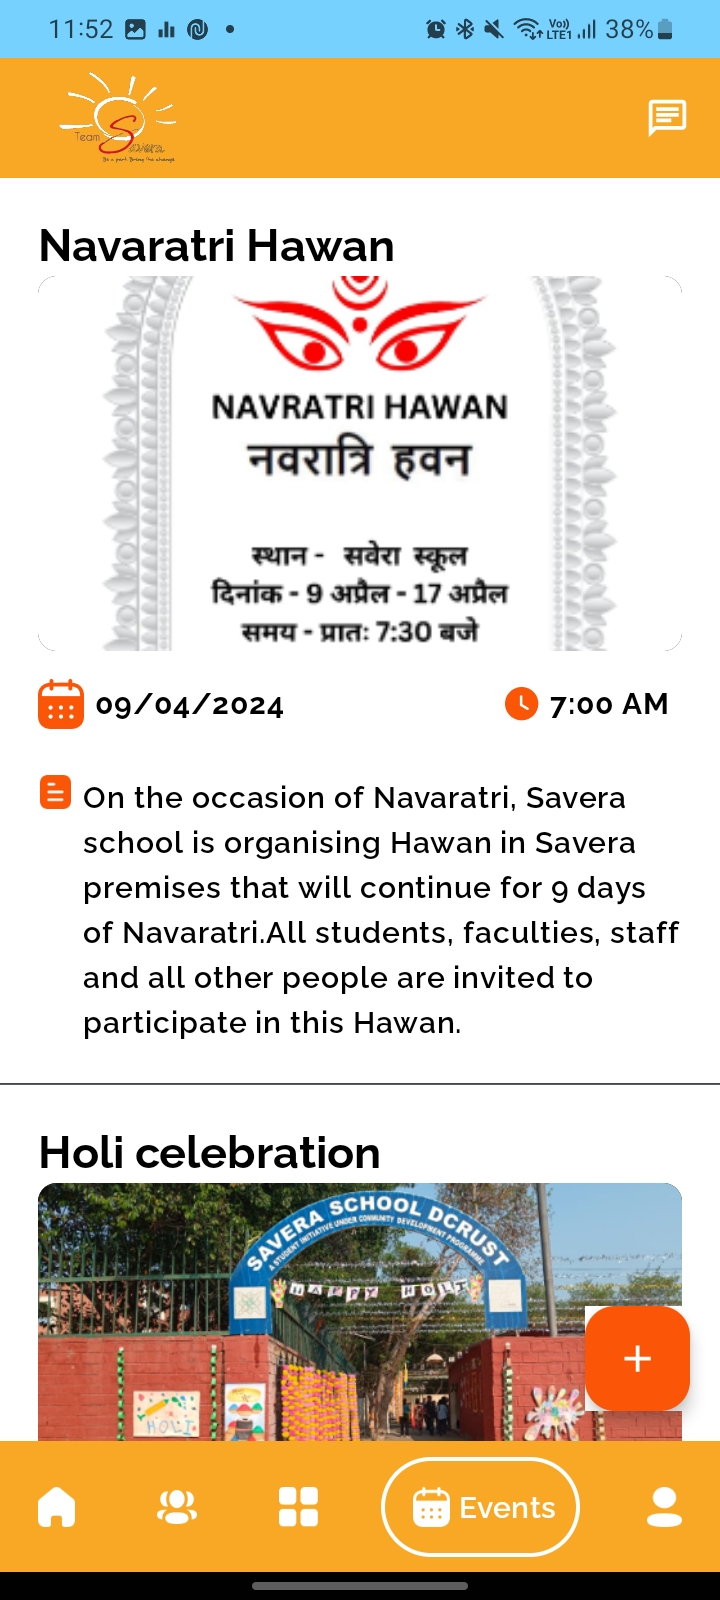 11:52
Vo))
LTE1
38%
Team Savera
Be a part Bring the change
Navaratri Hawan
NAVRATRI HAWAN
नवरात्रि हवन
स्थान - सवेरा स्कूल
दिनांक - 9 अप्रैल - 17 अप्रैल
समय - प्रातः 7:30 बजे
09/04/2024
7:00 AM
On the occasion of Navaratri, Savera
school is organising Hawan in Savera
premises that will continue for 9 days
of Navaratri.All students, faculties, staff
and all other people are invited to
participate in this Hawan.
Holi celebration
SAVERA SCHOOL DCRUST
A STUDENT INITIATIVE UNDER COMMUNITY DEVELOPMENT PROGRAMME
HAPPY HOLI
HOLI
Events